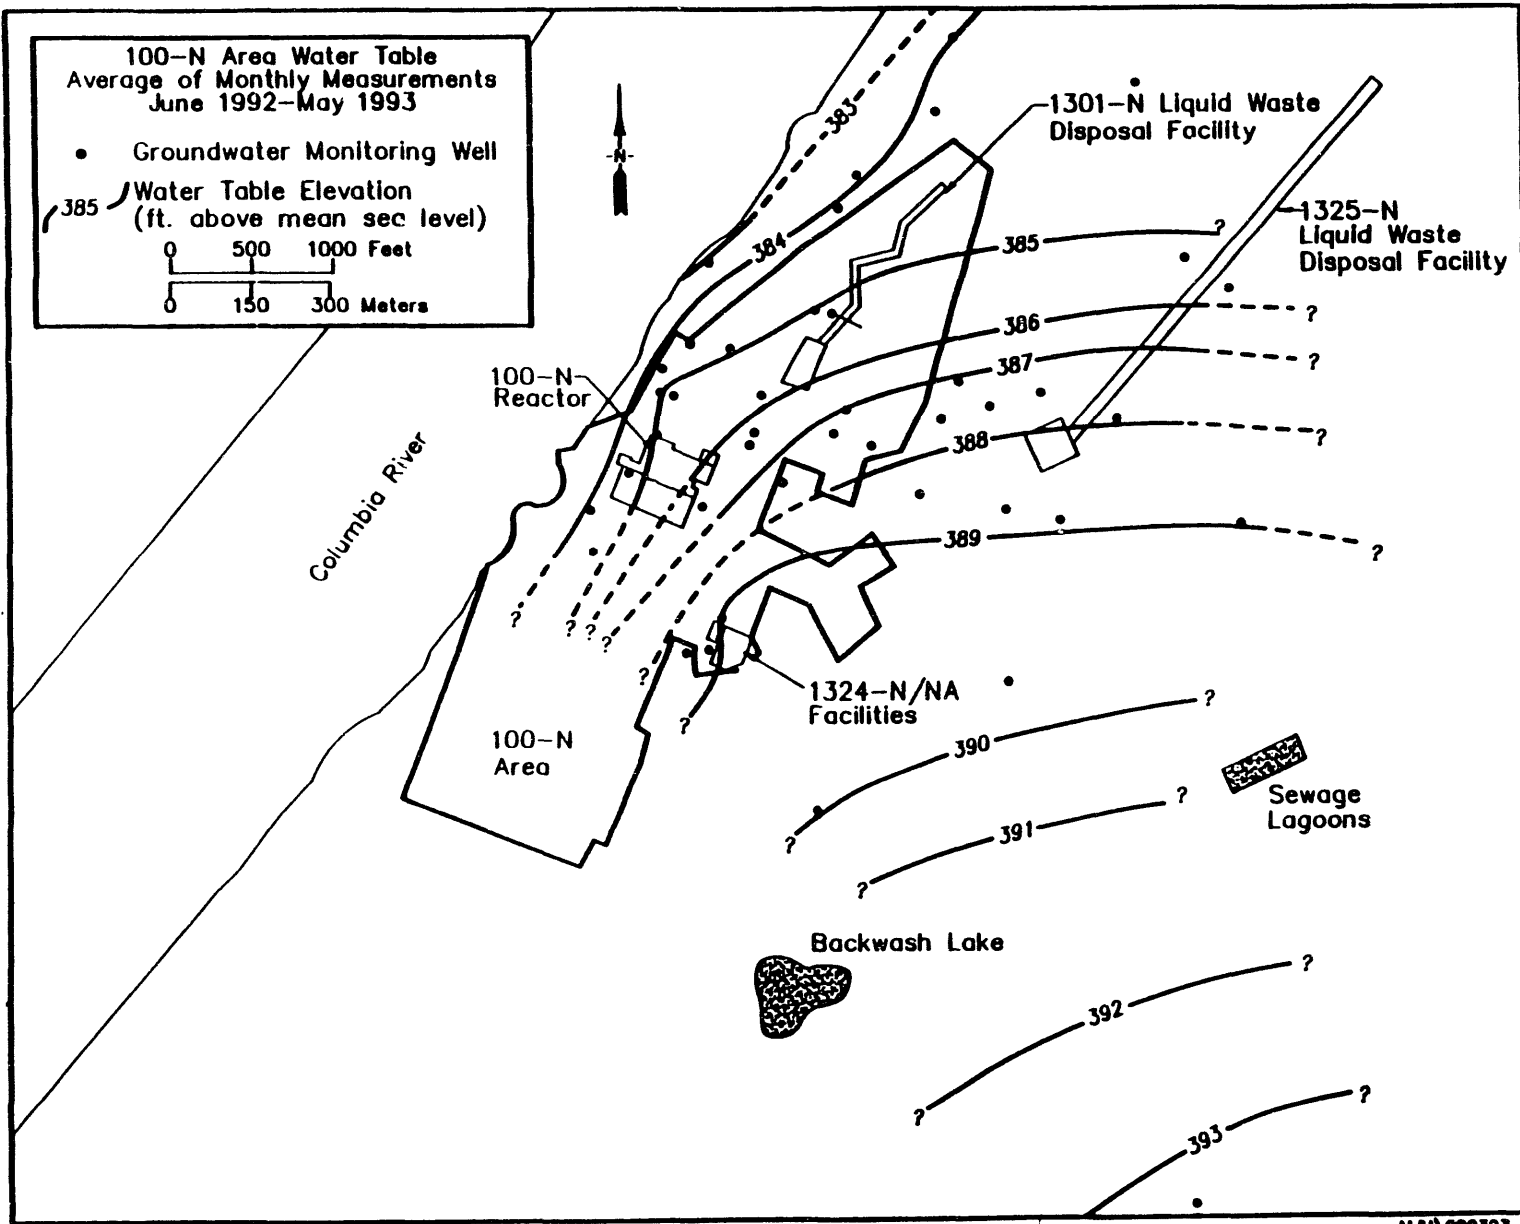 100-N Area Water Table
Average of Monthly Measurements
June 1992-May 1993
Groundwater Monitoring Well
385
Water Table Elevation
(ft. above mean sea level)
0 500 1000 Feet
0 150 300 Meters
-N-
383
1301-N Liquid Waste
Disposal Facility
1325-N
Liquid Waste
Disposal Facility
384
385
?
386
?
387
?
100-N
Reactor
388
?
Columbia River
389
?
?
? ? ?
?
?
1324-N/NA
Facilities
100-N
Area
390
?
?
391
?
?
Sewage
Lagoons
Backwash Lake
392
?
?
393
?